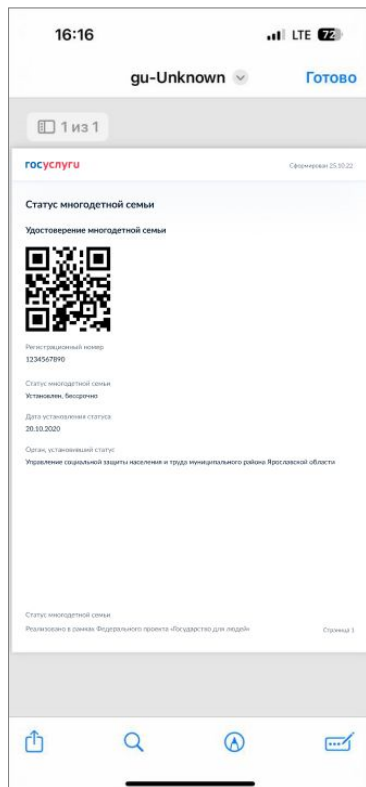 16:16
LTE 72
gu-Unknown
Готово
1 из 1
госуслуги
Сформирован 25.10.22
Статус многодетной семьи
Удостоверение многодетной семьи
Регистрационный номер
1234567890
Статус многодетной семьи
Установлен, бессрочно
Дата установления статуса
20.10.2020
Орган, установивший статус
Управление социальной защиты населения и труда муниципального района Ярославской области
Статус многодетной семьи
Реализовано в рамках Федерального проекта «Государство для людей»
Страница 1